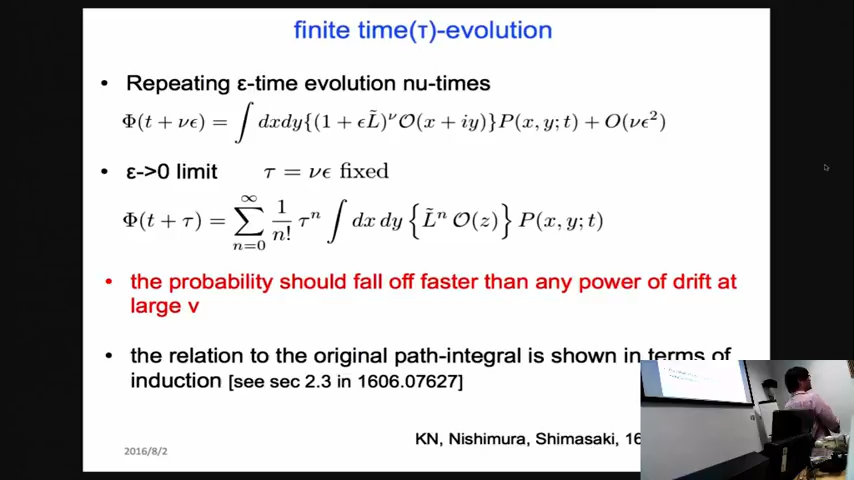 finite time(τ)-evolution
• Repeating ε-time evolution nu-times
Φ(t + νϵ) = ∫ dxdy{(1 + ϵL̃)^ν O(x + iy)}P(x, y; t) + O(νϵ²)
• ε->0 limit τ = νϵ fixed
Φ(t + τ) = ∑_{n=0}^{∞} 1/n! τⁿ ∫ dx dy {L̃ⁿ O(z)} P(x, y; t)
• the probability should fall off faster than any power of drift at
large v
• the relation to the original path-integral is shown in terms of
induction [see sec 2.3 in 1606.07627]
KN, Nishimura, Shimasaki, 16
2016/8/2